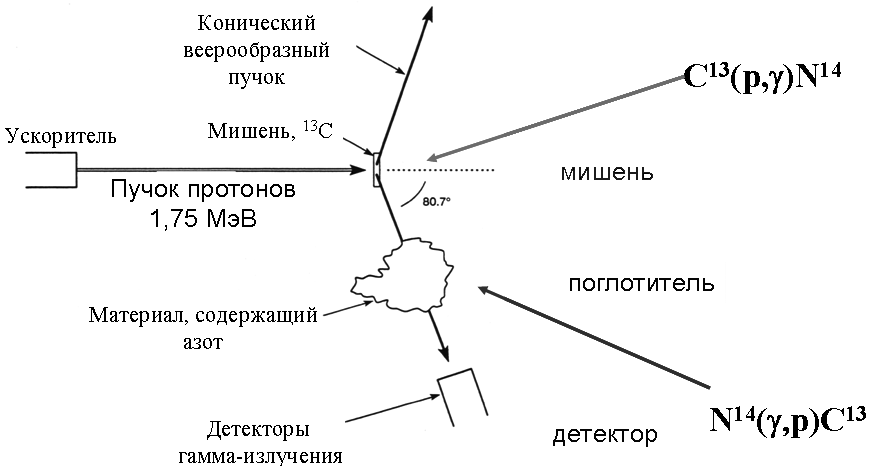 Конический
веерообразный
пучок
C¹³(p,γ)N¹⁴
Ускоритель
Мишень, ¹³C
Пучок протонов
1,75 МэВ
80.7°
мишень
поглотитель
Материал, содержащий
азот
N¹⁴(γ,p)C¹³
детектор
Детекторы
гамма-излучения